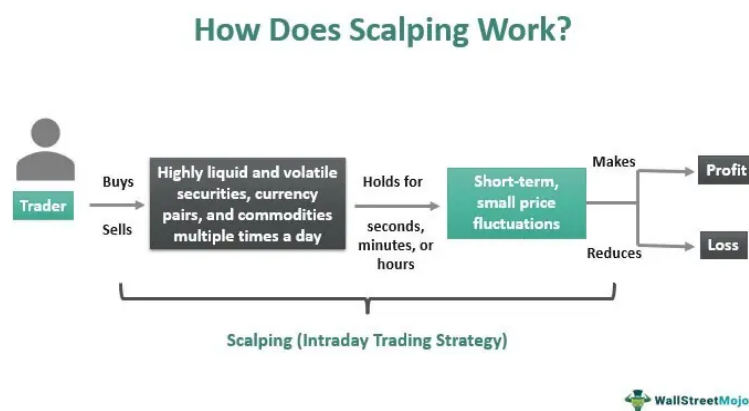 How Does Scalping Work?
Trader
Buys
Sells
Highly liquid and volatile
securities, currency
pairs, and commodities
multiple times a day
Holds for
seconds,
minutes, or
hours
Short-term,
small price
fluctuations
Makes
Profit
Reduces
Loss
Scalping (Intraday Trading Strategy)
WallStreetMojo